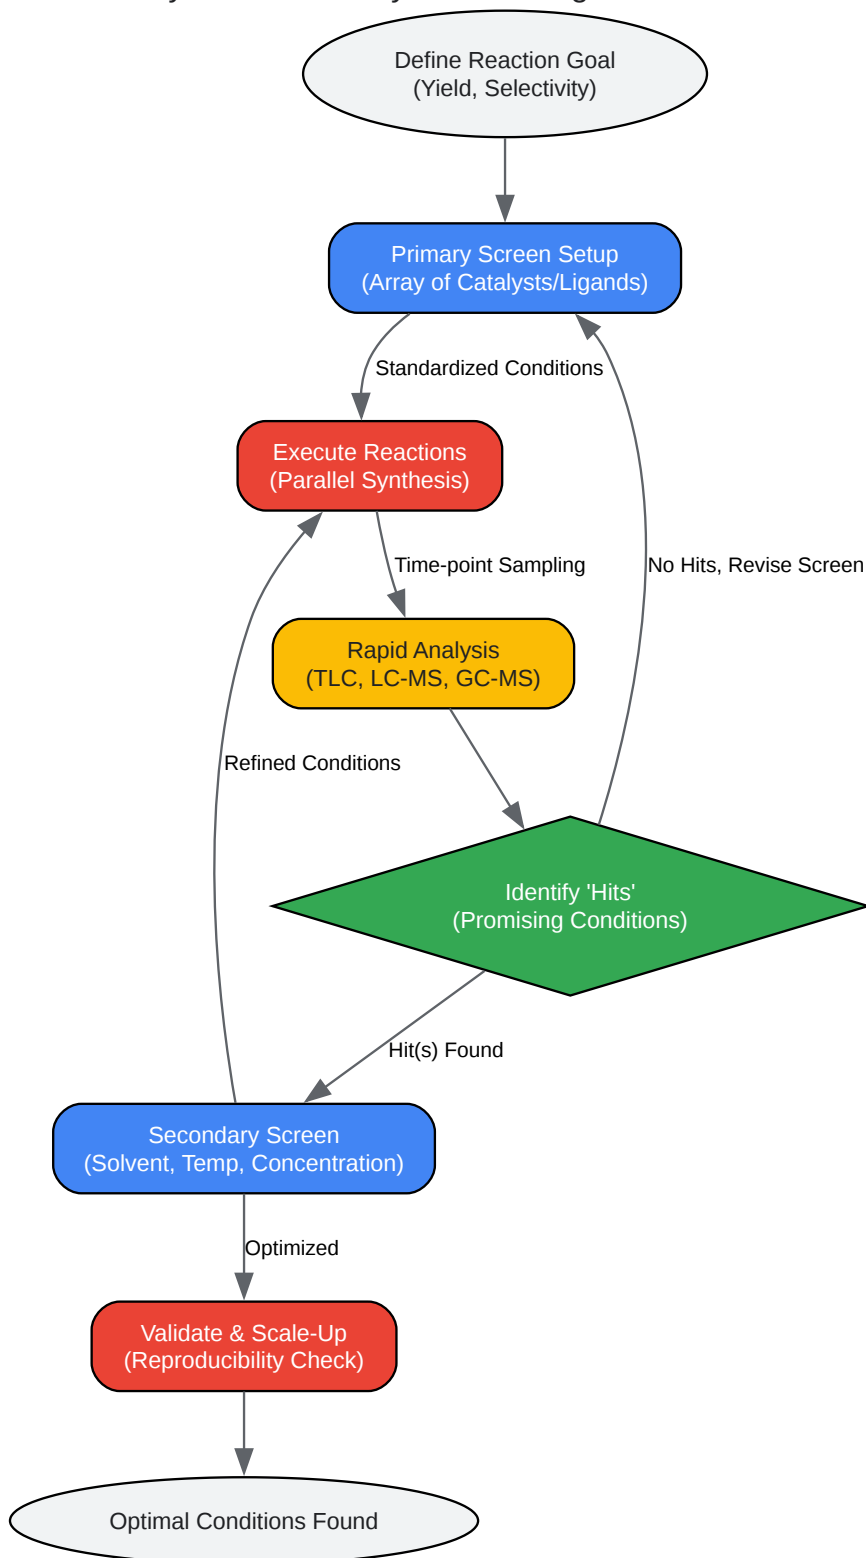 Define Reaction Goal
(Yield, Selectivity)
Primary Screen Setup
(Array of Catalysts/Ligands)
Standardized Conditions
Execute Reactions
(Parallel Synthesis)
Time-point Sampling
No Hits, Revise Screen
Rapid Analysis
(TLC, LC-MS, GC-MS)
Refined Conditions
Identify 'Hits'
(Promising Conditions)
Hit(s) Found
Secondary Screen
(Solvent, Temp, Concentration)
Optimized
Validate & Scale-Up
(Reproducibility Check)
Optimal Conditions Found